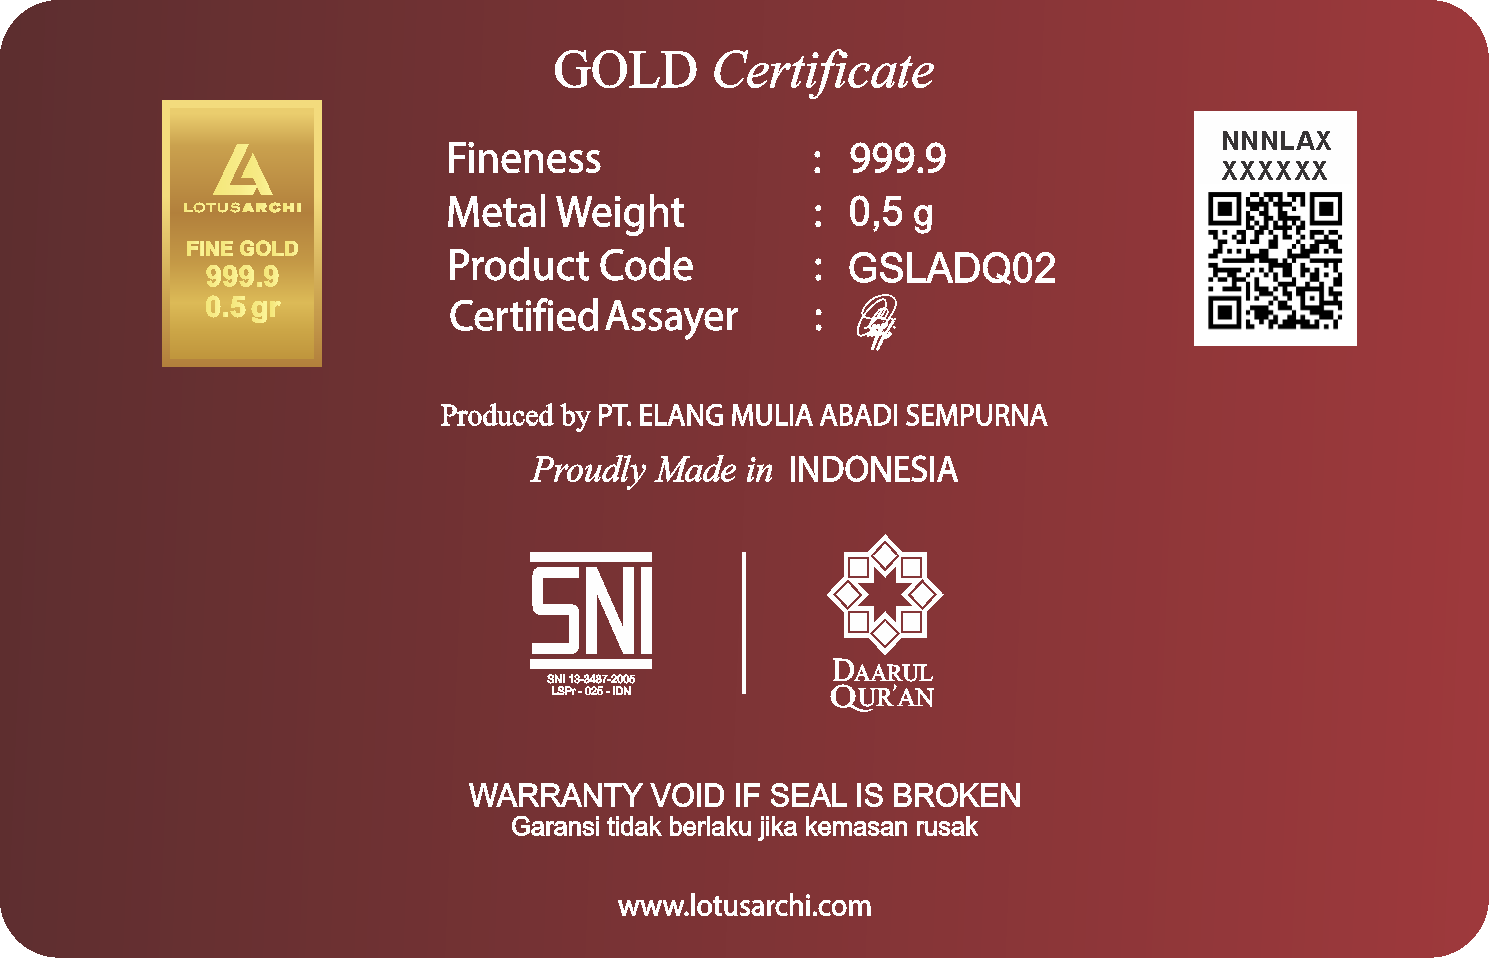 GOLD Certificate
LOTUSARCHI
FINE GOLD
999.9
0.5 gr
Fineness : 999.9
Metal Weight : 0,5 g
Product Code : GSLADQ02
Certified Assayer :
NNNLAX
XXXXXX
Produced by PT. ELANG MULIA ABADI SEMPURNA
Proudly Made in INDONESIA
SNI
SNI 13-3487-2005
LSPr - 025 - IDN
DAARUL
QUR'AN
WARRANTY VOID IF SEAL IS BROKEN
Garansi tidak berlaku jika kemasan rusak
www.lotusarchi.com